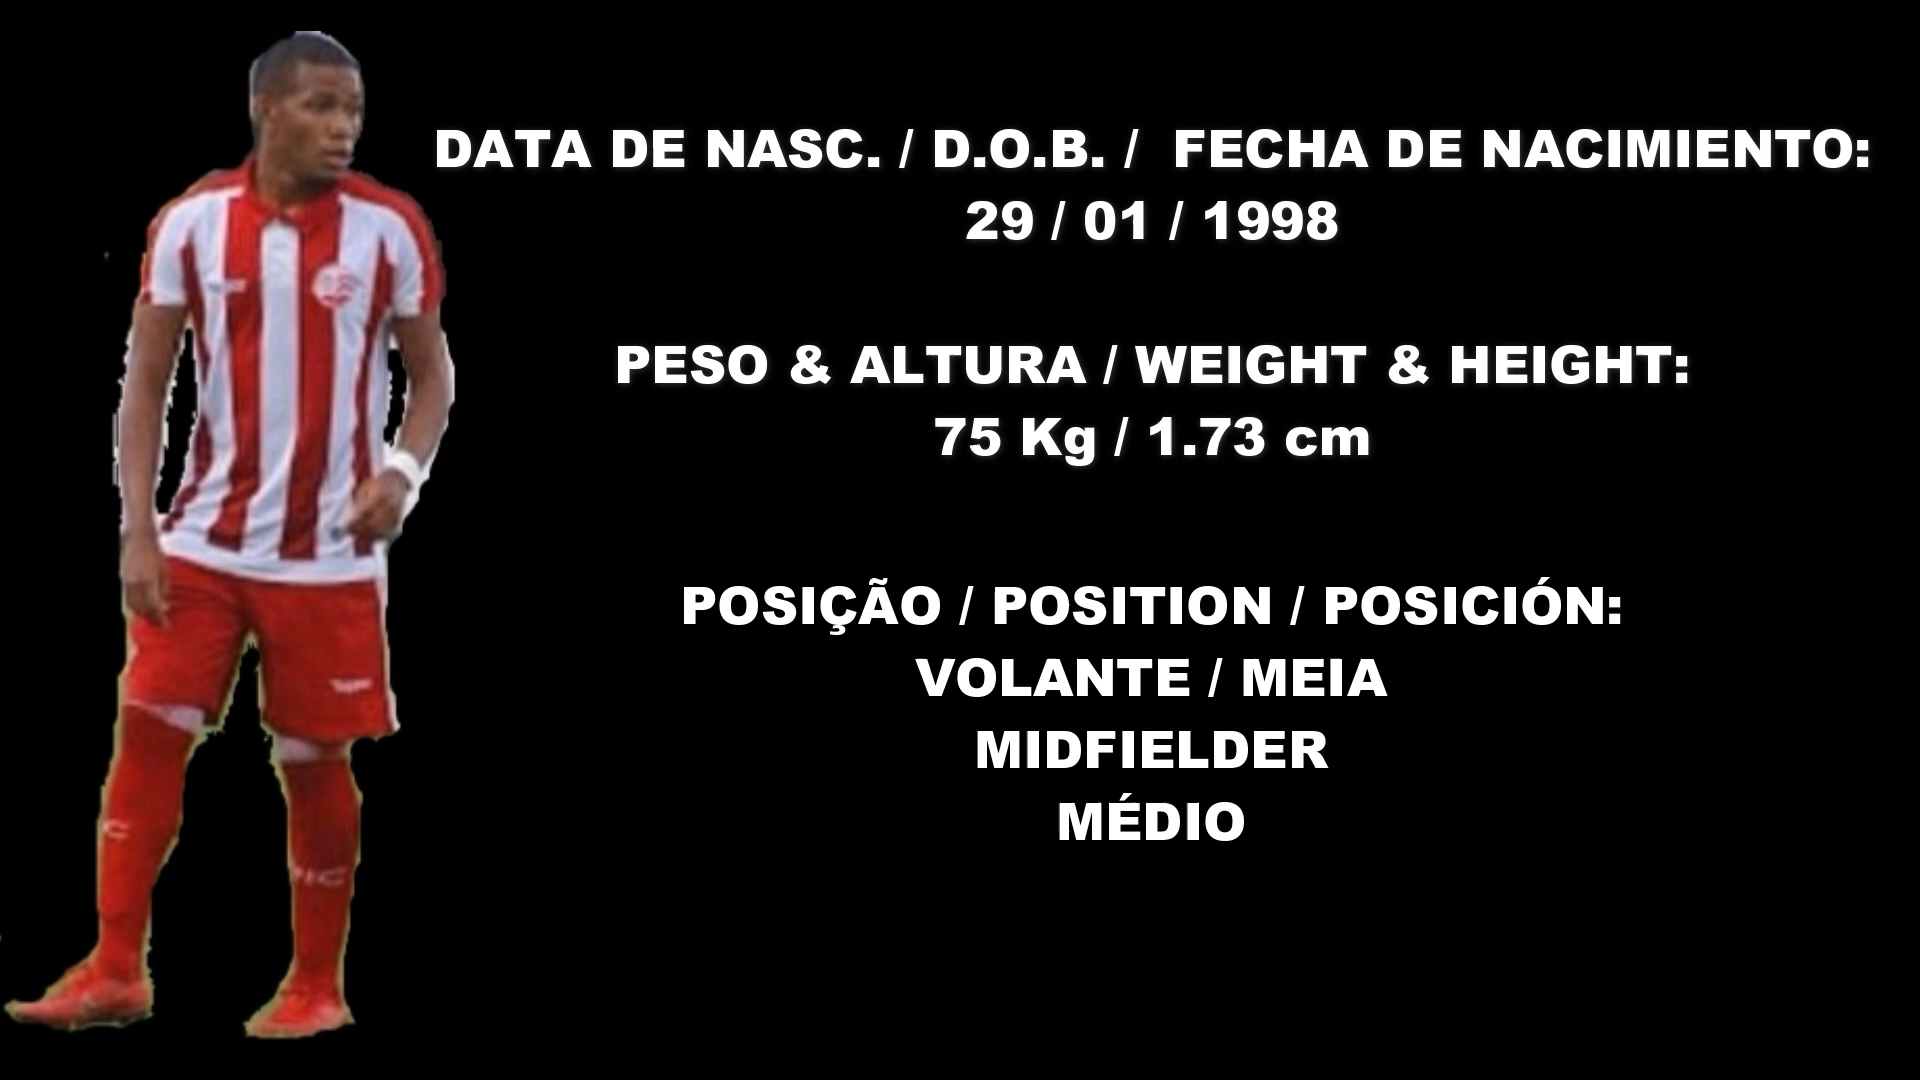 DATA DE NASC. / D.O.B. / FECHA DE NACIMIENTO:
29 / 01 / 1998
PESO & ALTURA / WEIGHT & HEIGHT:
75 Kg / 1.73 cm
POSIÇÃO / POSITION / POSICIÓN:
VOLANTE / MEIA
MIDFIELDER
MÉDIO